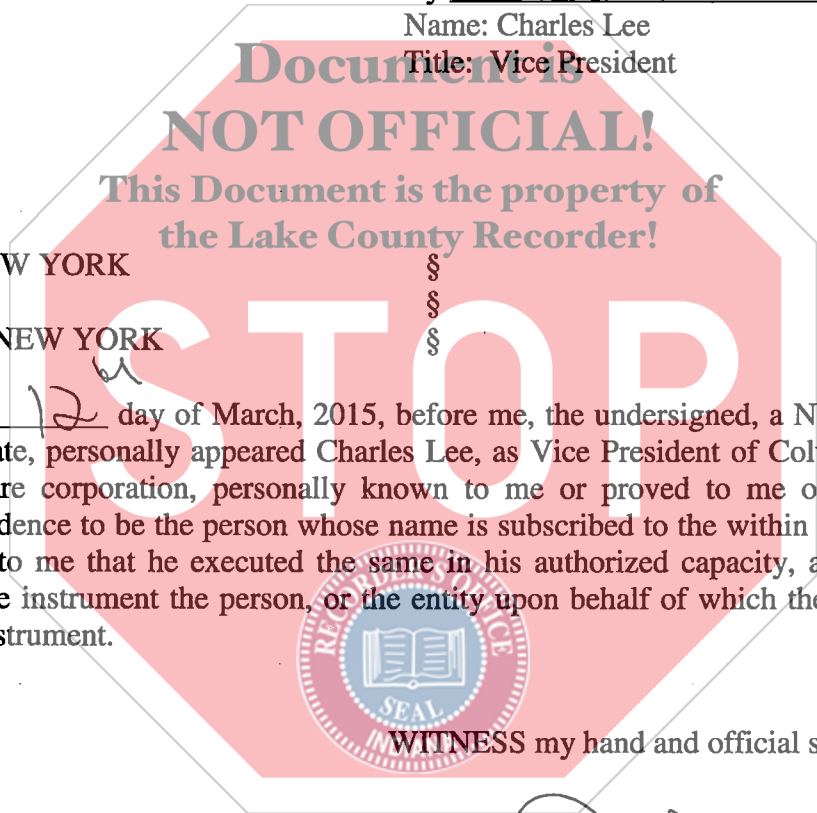 Name: Charles Lee
Document is
Title: Vice President
NOT OFFICIAL!
This Document is the property of
the Lake County Recorder!
W YORK §
§
NEW YORK §
STOP
12 day of March, 2015, before me, the undersigned, a N
te, personally appeared Charles Lee, as Vice President of Col
re corporation, personally known to me or proved to me o
dence to be the person whose name is subscribed to the within
to me that he executed the same in his authorized capacity, a
e instrument the person, or the entity upon behalf of which the
strument.
RECORDER'S OFFICE
SEAL
INDIANA
WITNESS my hand and official s